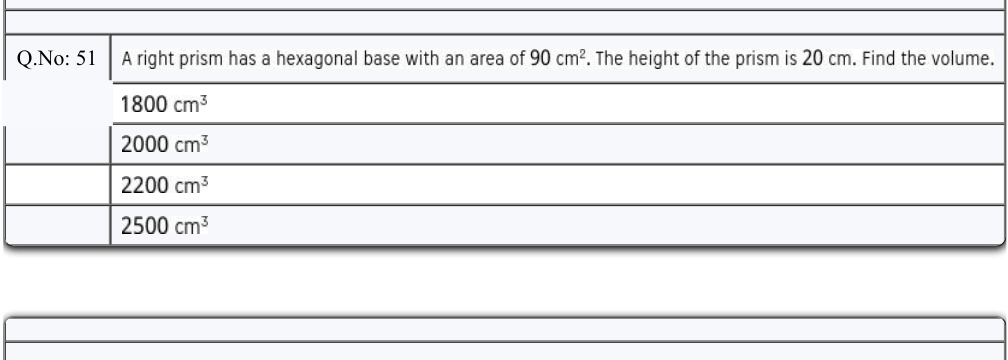 Q.No: 51 A right prism has a hexagonal base with an area of 90 cm². The height of the prism is 20 cm. Find the volume.
1800 cm³
2000 cm³
2200 cm³
2500 cm³